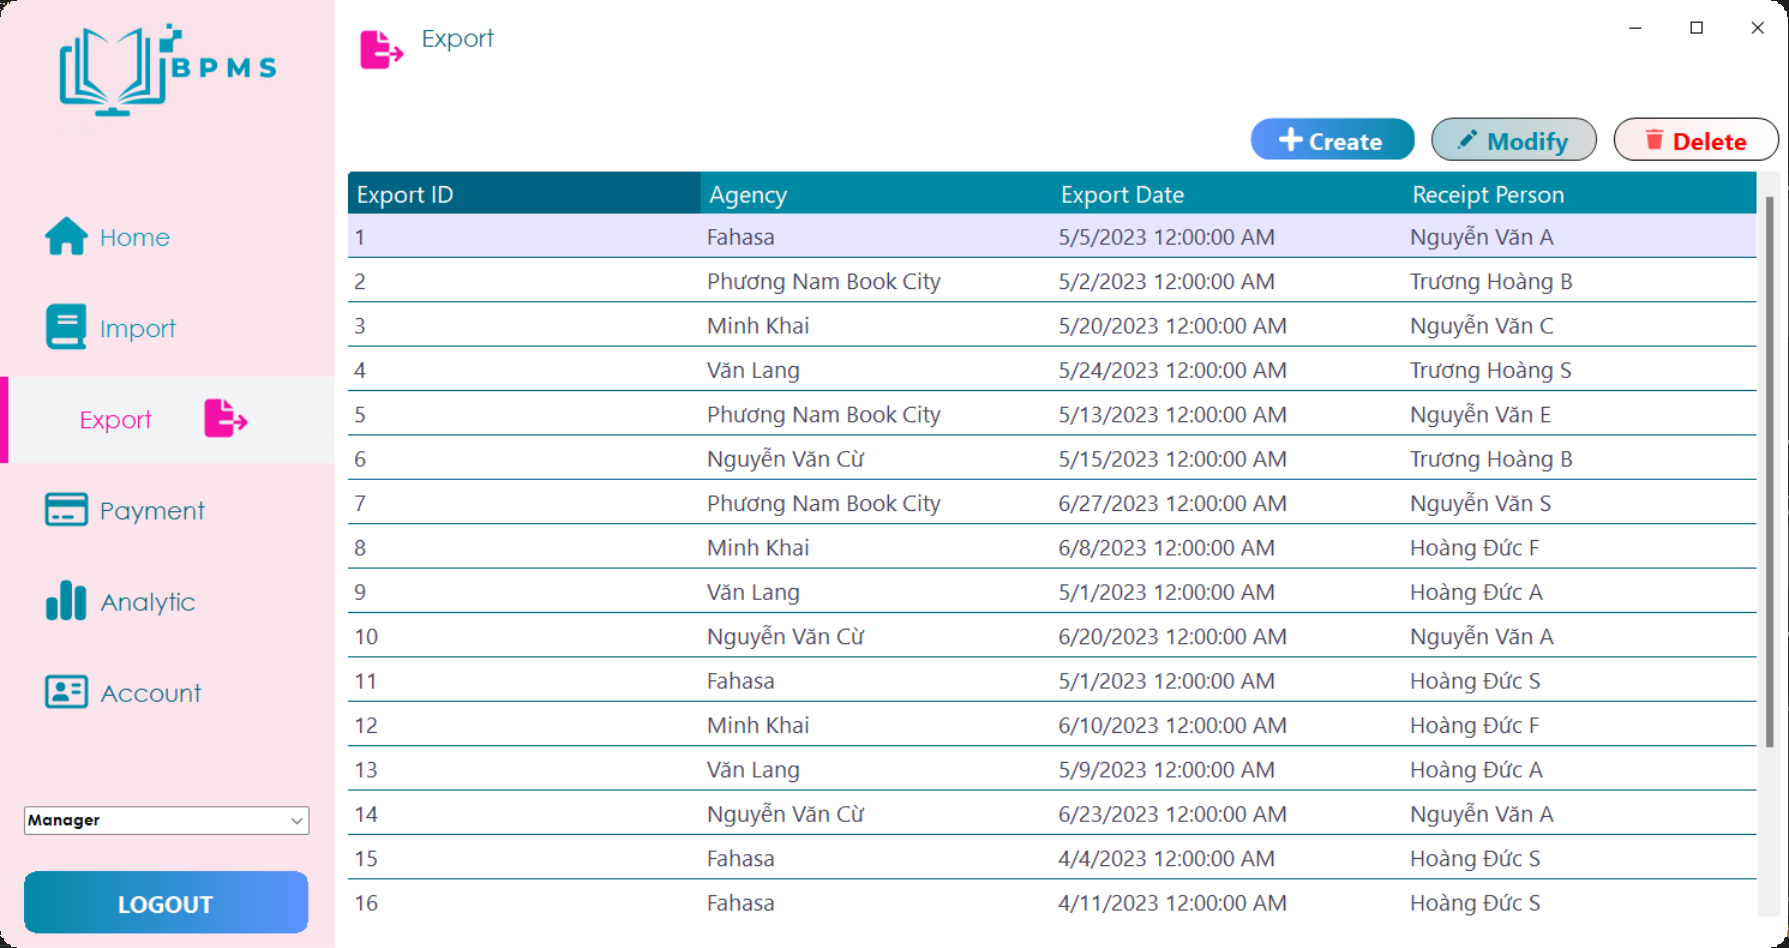 BPMS
Export
Create Modify Delete
Home
Import
Export
Payment
Analytic
Account
Manager
LOGOUT
Export ID Agency Export Date Receipt Person
1 Fahasa 5/5/2023 12:00:00 AM Nguyễn Văn A
2 Phương Nam Book City 5/2/2023 12:00:00 AM Trương Hoàng B
3 Minh Khai 5/20/2023 12:00:00 AM Nguyễn Văn C
4 Văn Lang 5/24/2023 12:00:00 AM Trương Hoàng S
5 Phương Nam Book City 5/13/2023 12:00:00 AM Nguyễn Văn E
6 Nguyễn Văn Cừ 5/15/2023 12:00:00 AM Trương Hoàng B
7 Phương Nam Book City 6/27/2023 12:00:00 AM Nguyễn Văn S
8 Minh Khai 6/8/2023 12:00:00 AM Hoàng Đức F
9 Văn Lang 5/1/2023 12:00:00 AM Hoàng Đức A
10 Nguyễn Văn Cừ 6/20/2023 12:00:00 AM Nguyễn Văn A
11 Fahasa 5/1/2023 12:00:00 AM Hoàng Đức S
12 Minh Khai 6/10/2023 12:00:00 AM Hoàng Đức F
13 Văn Lang 5/9/2023 12:00:00 AM Hoàng Đức A
14 Nguyễn Văn Cừ 6/23/2023 12:00:00 AM Nguyễn Văn A
15 Fahasa 4/4/2023 12:00:00 AM Hoàng Đức S
16 Fahasa 4/11/2023 12:00:00 AM Hoàng Đức S